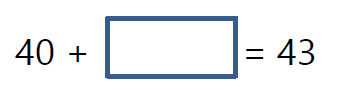 40 + = 43